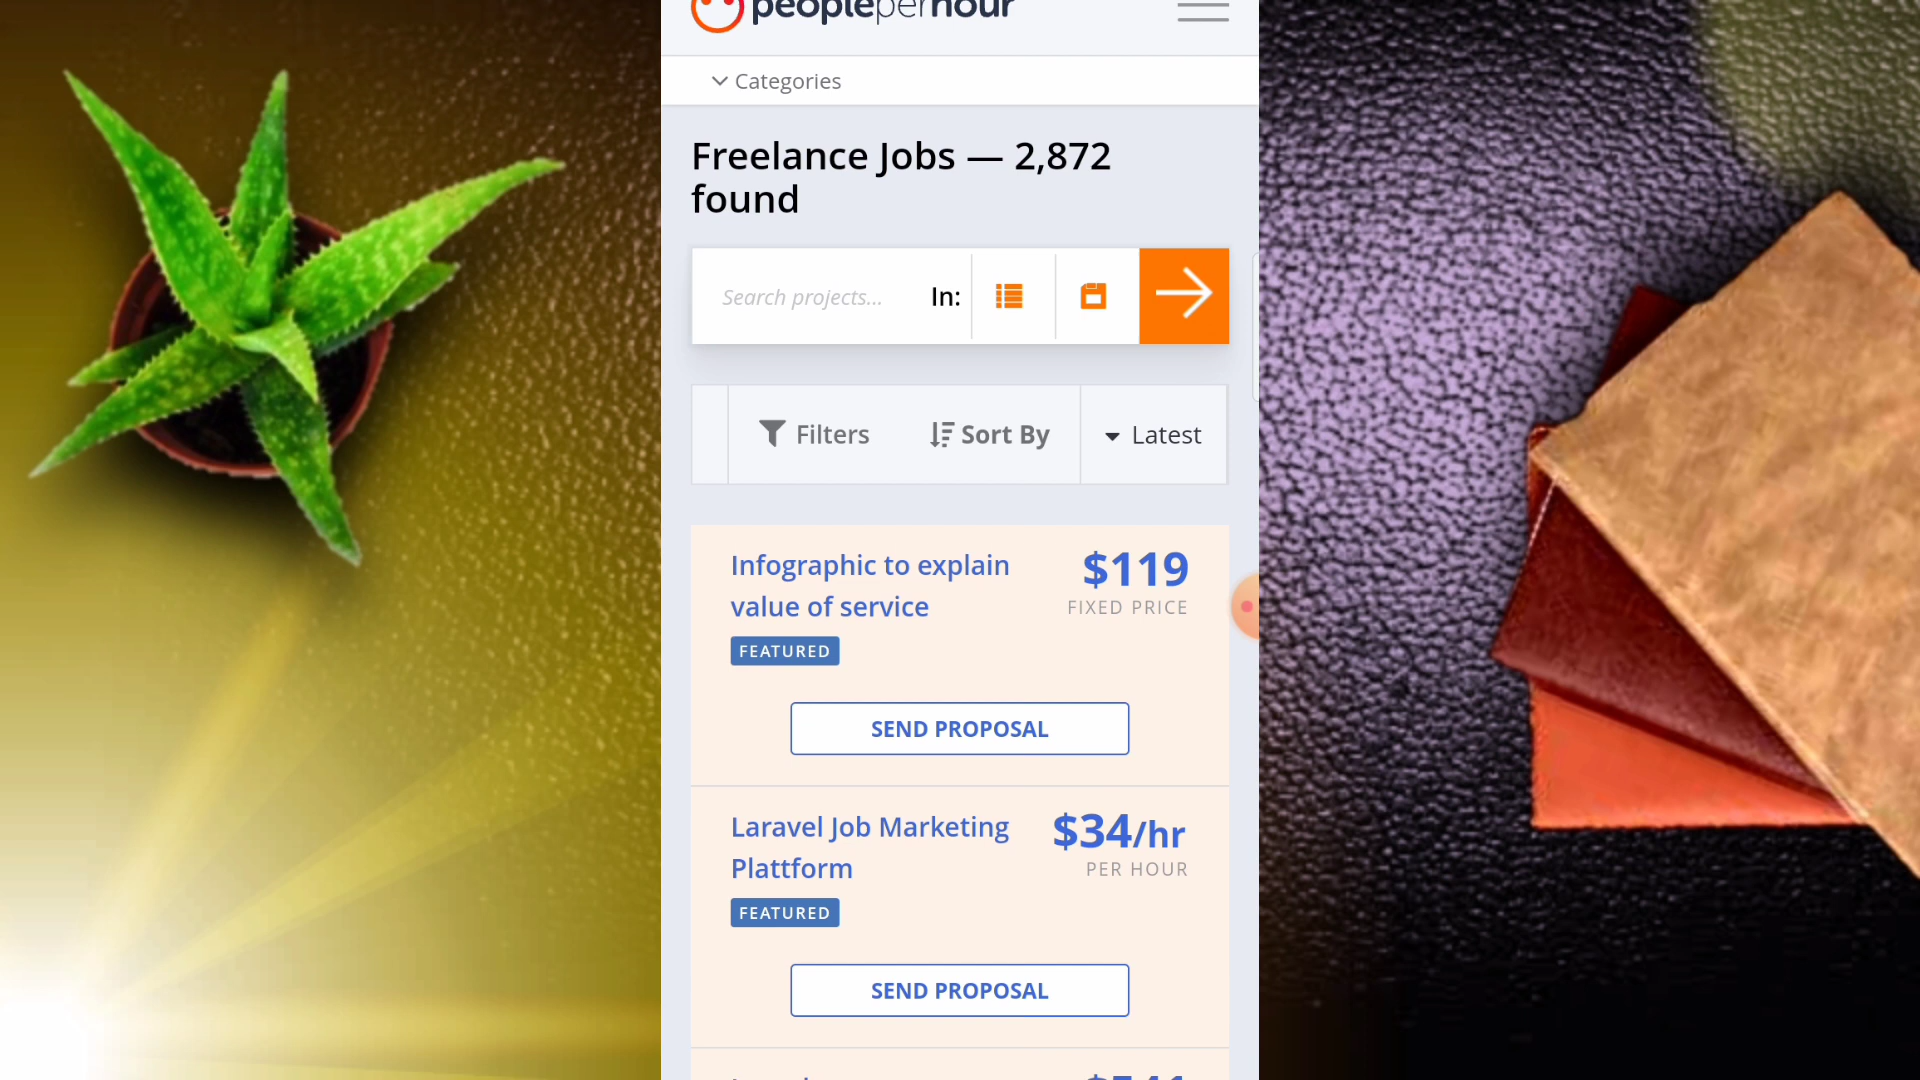 peopleperhour
Categories
Freelance Jobs — 2,872
found
Search projects... In:
Filters Sort By Latest
Infographic to explain $119
value of service FIXED PRICE
FEATURED
SEND PROPOSAL
Laravel Job Marketing $34/hr
Plattform PER HOUR
FEATURED
SEND PROPOSAL